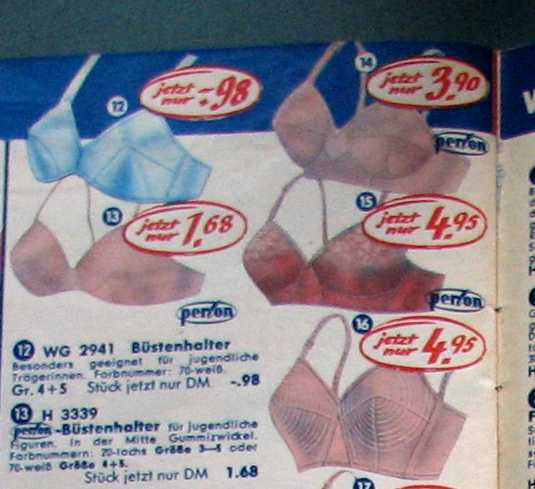 12
jetzt nur -.98
14
jetzt nur 3.90
perlon
13
jetzt nur 1.68
perlon
15
jetzt nur 4.95
perlon
16
jetzt nur 4.95
17
12 WG 2941 Büstenhalter
Besonders geeignet für jugendliche
Trägerinnen. Farbnummer: 70-weiß.
Gr. 4+5 Stück jetzt nur DM -.98
13 H 3339
perlon-Büstenhalter für jugendliche
Figuren. In der Mitte Gummizwickel.
Farbnummern: 20-lachs Größe 3-5 oder
70-weiß Größe 4+5.
Stück jetzt nur DM 1.68